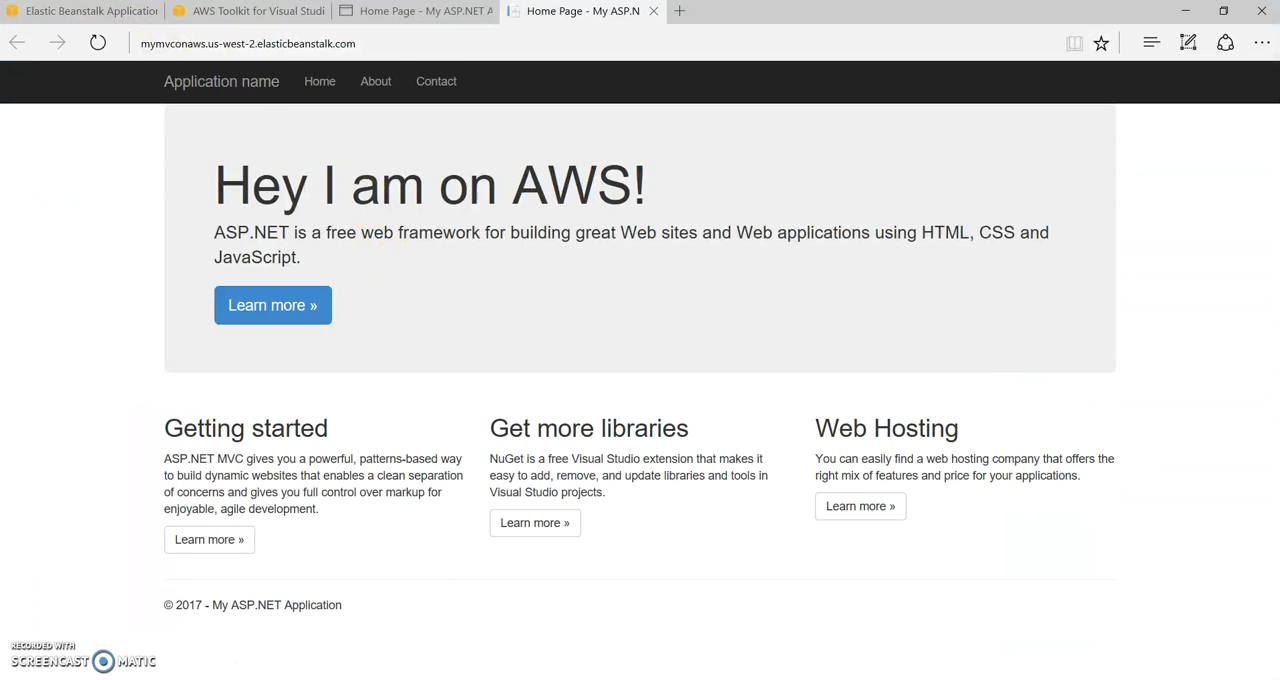 Elastic Beanstalk Application
AWS Toolkit for Visual Studi
Home Page - My ASP.NET A
Home Page - My ASP.N
mymvconaws.us-west-2.elasticbeanstalk.com
Application name
Home
About
Contact
Hey I am on AWS!
ASP.NET is a free web framework for building great Web sites and Web applications using HTML, CSS and
JavaScript.
Learn more »
Getting started
ASP.NET MVC gives you a powerful, patterns-based way
to build dynamic websites that enables a clean separation
of concerns and gives you full control over markup for
enjoyable, agile development.
Learn more »
Get more libraries
NuGet is a free Visual Studio extension that makes it
easy to add, remove, and update libraries and tools in
Visual Studio projects.
Learn more »
Web Hosting
You can easily find a web hosting company that offers the
right mix of features and price for your applications.
Learn more »
© 2017 - My ASP.NET Application
RECORDED WITH
SCREENCAST MATIC